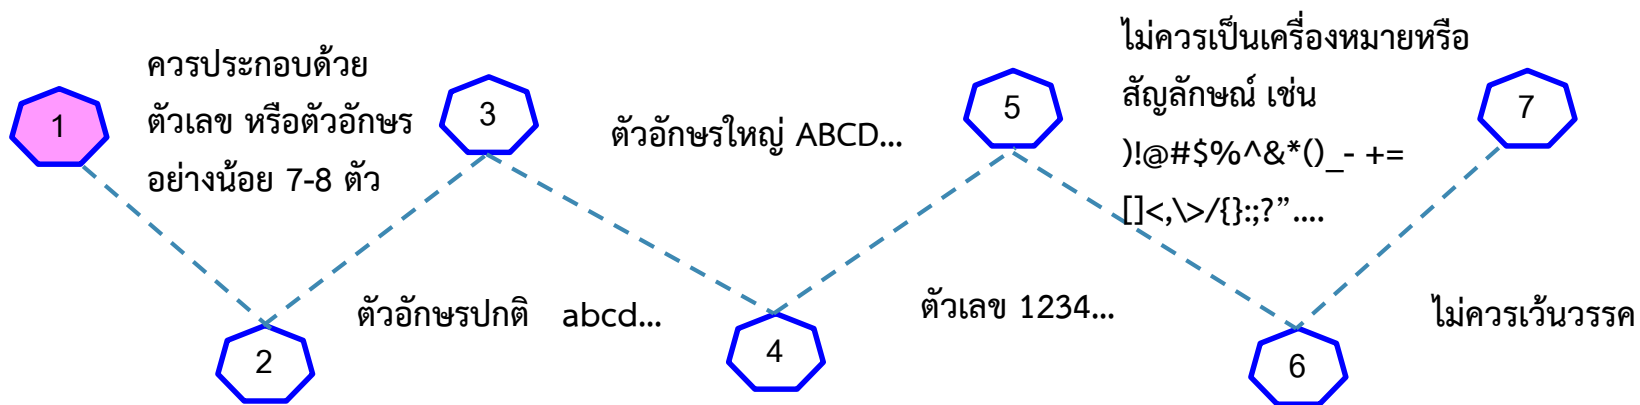 1
ควรประกอบด้วย
ตัวเลข หรือตัวอักษร
อย่างน้อย 7-8 ตัว
2
ตัวอักษรปกติ abcd...
3
ตัวอักษรใหญ่ ABCD...
4
ตัวเลข 1234...
5
ไม่ควรเป็นเครื่องหมายหรือ
สัญลักษณ์ เช่น
)!@#$%^&*()_- +=
[]<,\>/{}:;?”....
6
ไม่ควรเว้นวรรค
7